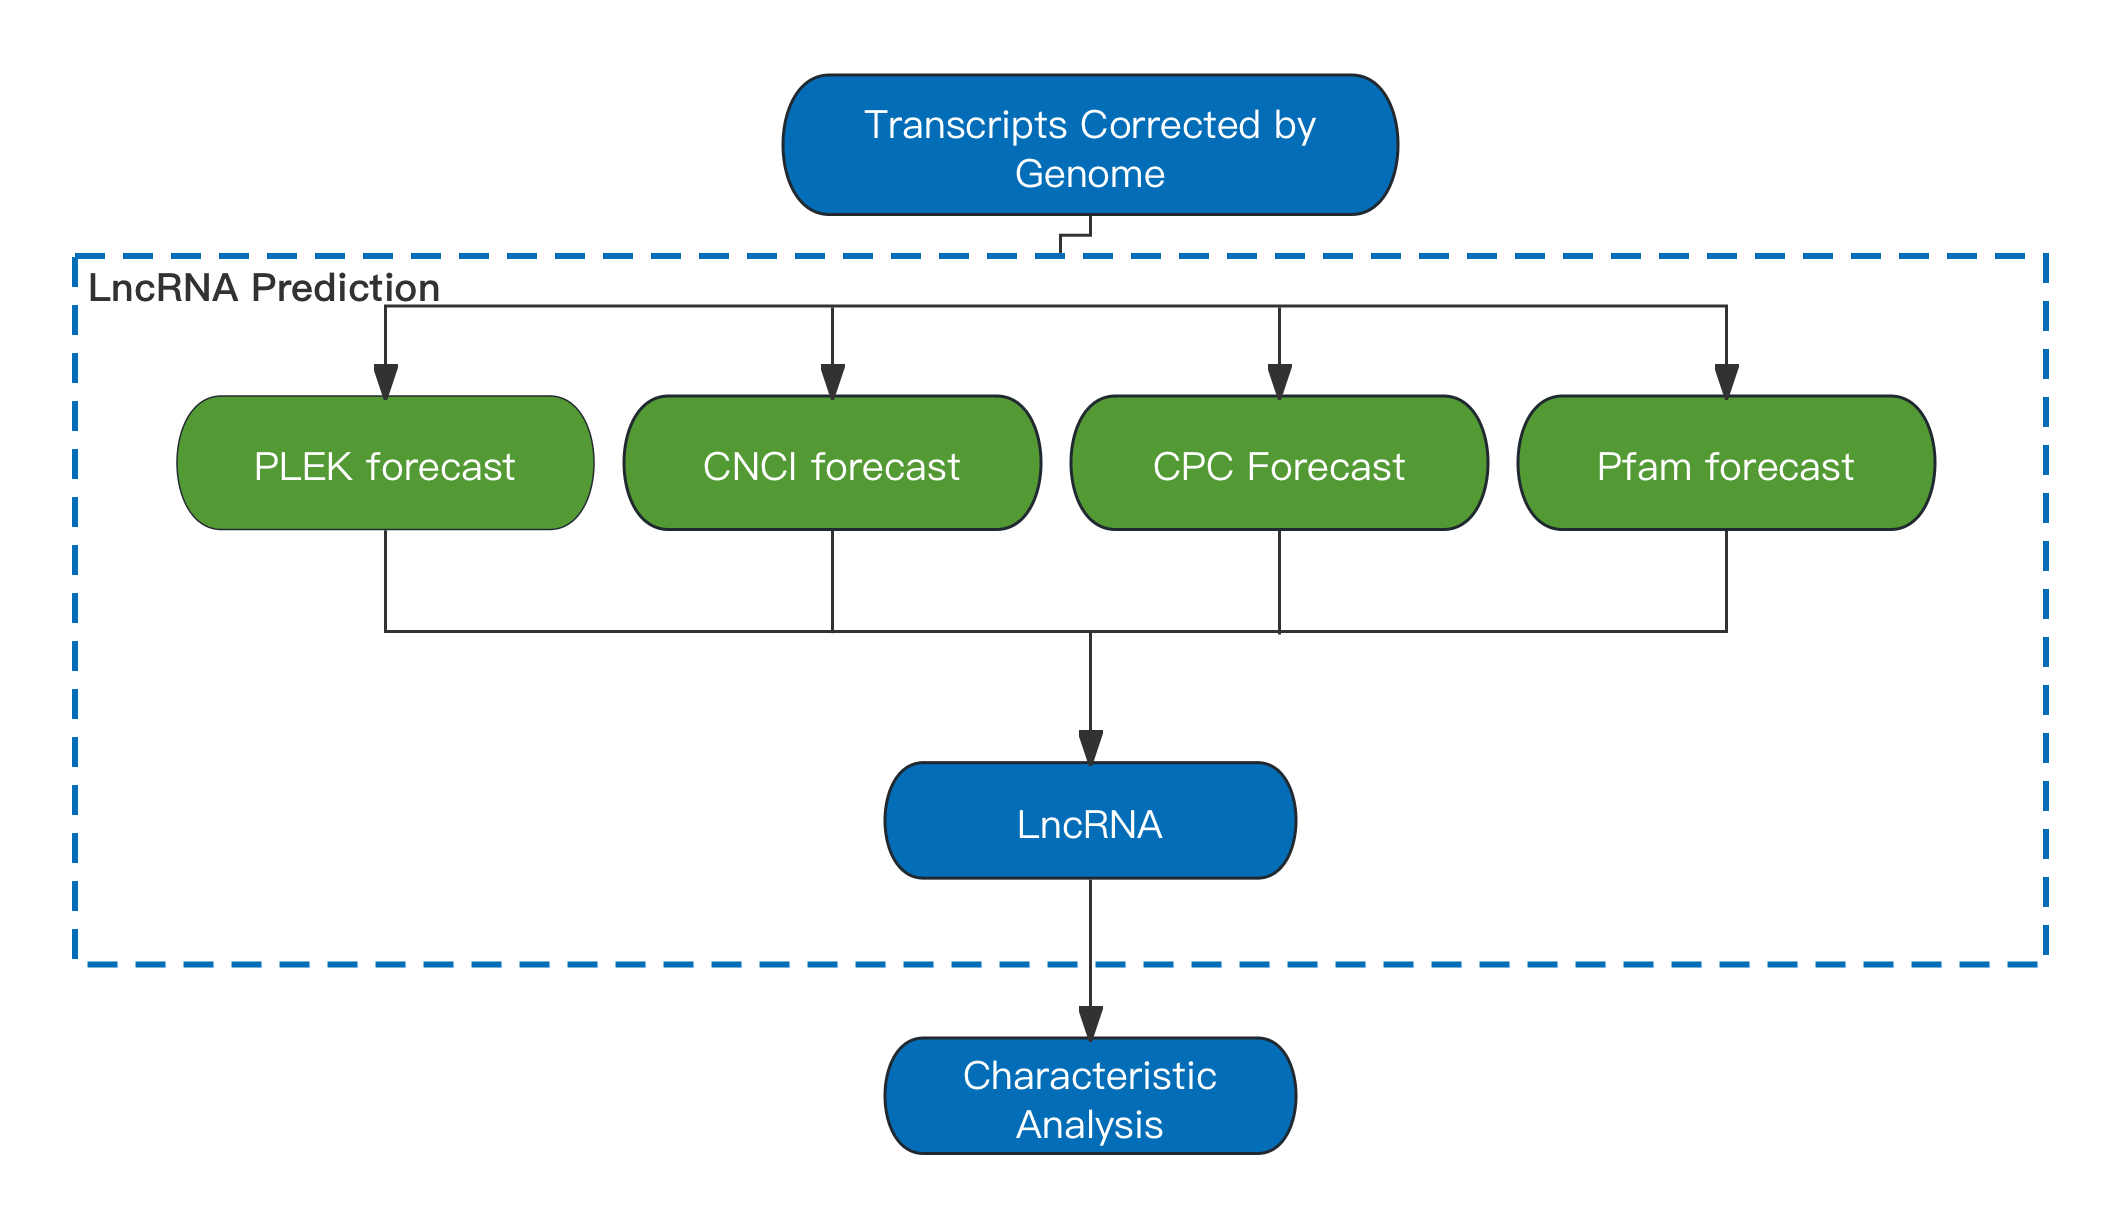 Transcripts Corrected by
Genome
LncRNA Prediction
PLEK forecast
CNCI forecast
CPC Forecast
Pfam forecast
LncRNA
Characteristic
Analysis